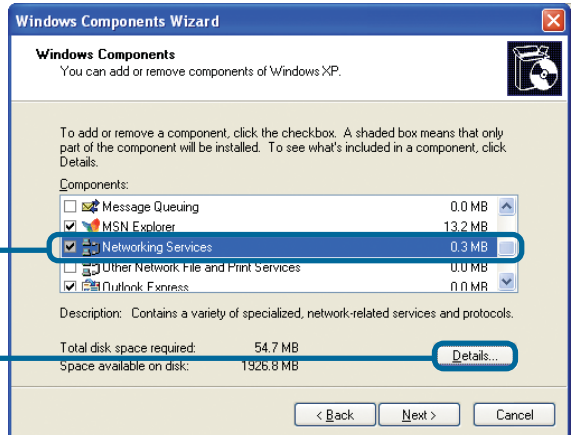 Windows Components Wizard
Windows Components
You can add or remove components of Windows XP.
To add or remove a component, click the checkbox. A shaded box means that only
part of the component will be installed. To see what's included in a component, click
Details.
Components:
Message Queuing 0.0 MB
MSN Explorer 13.2 MB
Networking Services 0.3 MB
Other Network File and Print Services 0.0 MB
Outlook Express 0.0 MB
Description: Contains a variety of specialized, network-related services and protocols.
Total disk space required: 54.7 MB
Space available on disk: 1926.8 MB
Details...
< Back Next > Cancel